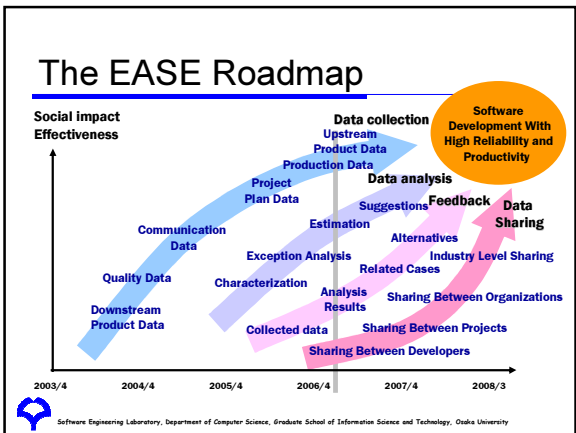 The EASE Roadmap
Social impact
Effectiveness
Data collection
Upstream
Product Data
Production Data
Project
Plan Data
Communication
Data
Quality Data
Downstream
Product Data
Data analysis
Suggestions
Estimation
Exception Analysis
Characterization
Feedback
Alternatives
Related Cases
Analysis
Results
Collected data
Data
Sharing
Industry Level Sharing
Sharing Between Organizations
Sharing Between Projects
Sharing Between Developers
Software
Development With
High Reliability and
Productivity
2003/4
2004/4
2005/4
2006/4
2007/4
2008/3
Software Engineering Laboratory, Department of Computer Science, Graduate School of Information Science and Technology, Osaka University